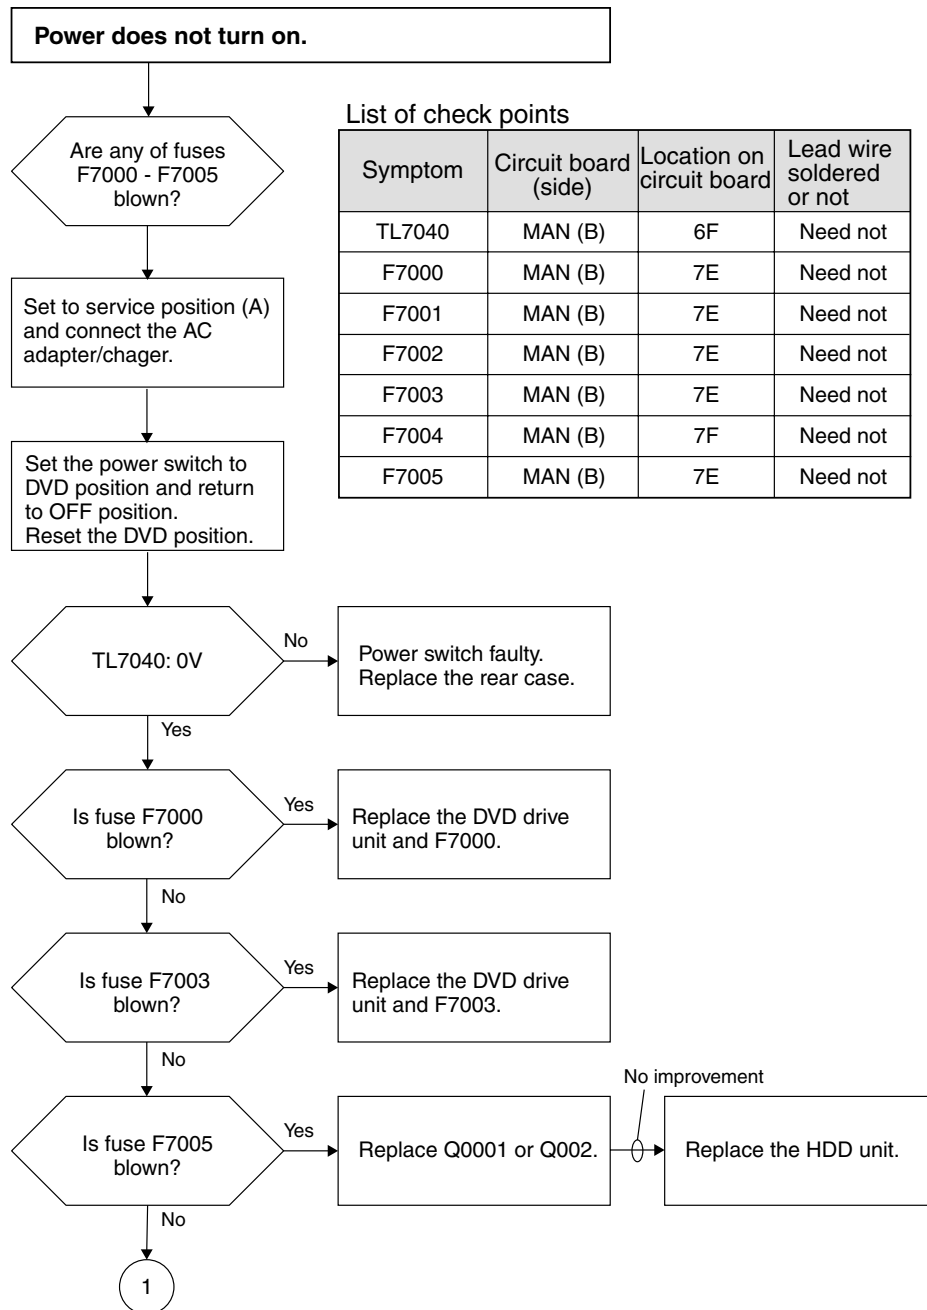 Power does not turn on.
Are any of fuses
F7000 - F7005
blown?
List of check points
Symptom
Circuit board
(side)
Location on
circuit board
Lead wire
soldered
or not
TL7040 MAN (B) 6F Need not
F7000 MAN (B) 7E Need not
F7001 MAN (B) 7E Need not
F7002 MAN (B) 7E Need not
F7003 MAN (B) 7E Need not
F7004 MAN (B) 7F Need not
F7005 MAN (B) 7E Need not
Set to service position (A)
and connect the AC
adapter/chager.
Set the power switch to
DVD position and return
to OFF position.
Reset the DVD position.
TL7040: 0V
No
Power switch faulty.
Replace the rear case.
Yes
Is fuse F7000
blown?
Yes
Replace the DVD drive
unit and F7000.
No
Is fuse F7003
blown?
Yes
Replace the DVD drive
unit and F7003.
No
Is fuse F7005
blown?
Yes
Replace Q0001 or Q002.
No improvement
Replace the HDD unit.
No
1